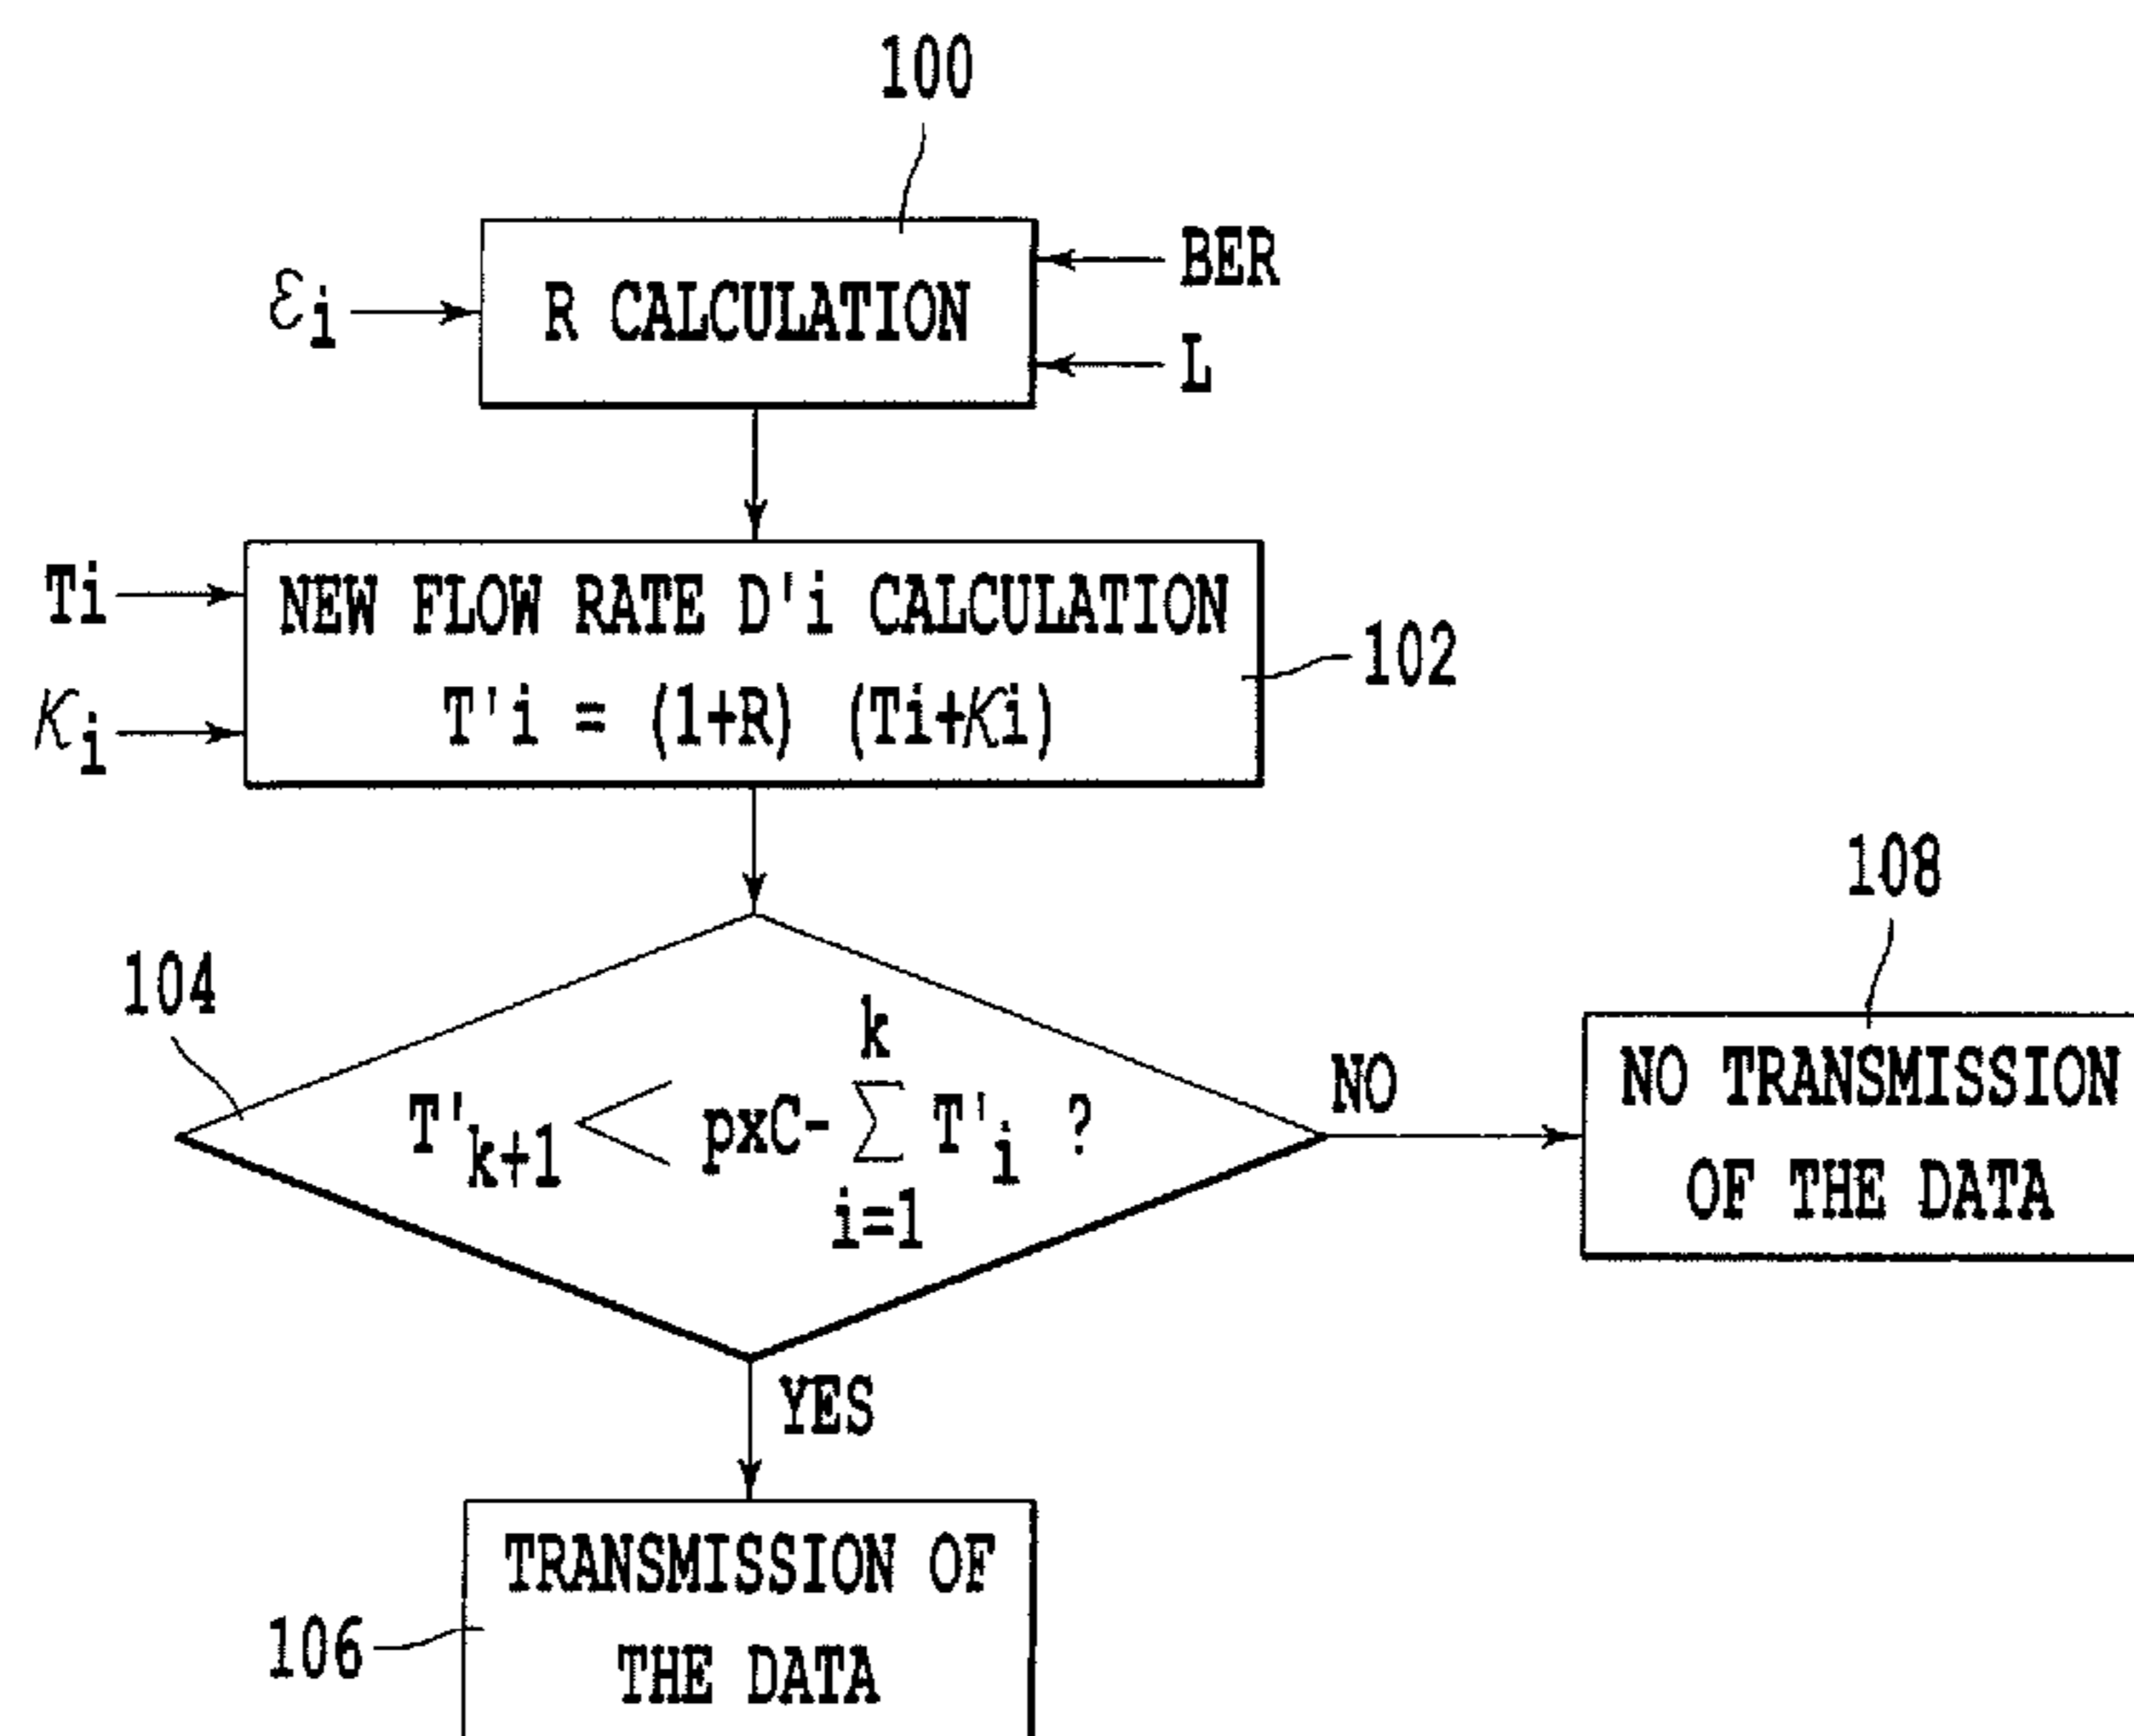 100
BER
εi
R CALCULATION
L
Ti
NEW FLOW RATE D'i CALCULATION
102
Ki
T'i = (1+R) (Ti+Ki)
108
104
k
T'k+1 < pxC- Σ T'i ?
i=1
NO
NO TRANSMISSION
OF THE DATA
YES
TRANSMISSION OF
106
THE DATA